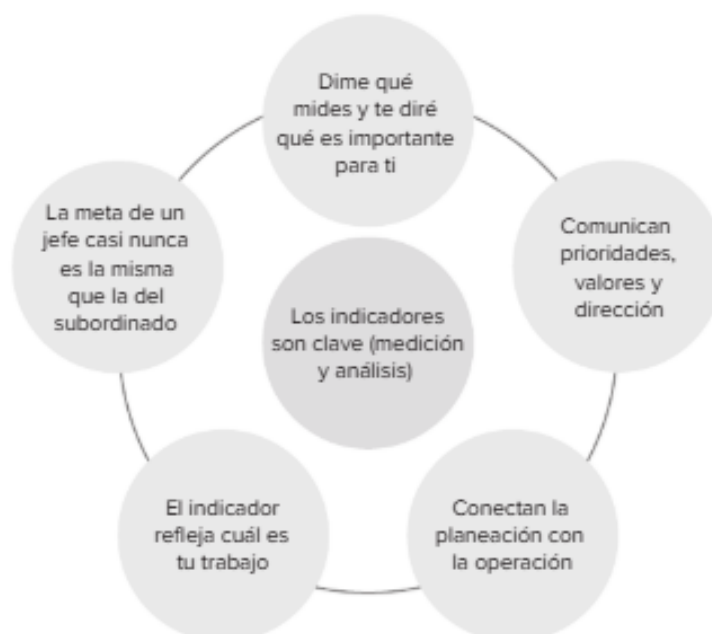 Dime qué
mides y te diré
qué es importante
para ti
Comunican
prioridades,
valores y
dirección
Conectan la
planeación con
la operación
El indicador
refleja cuál es
tu trabajo
La meta de un
jefe casi nunca
es la misma
que la del
subordinado
Los indicadores
son clave (medición
y análisis)